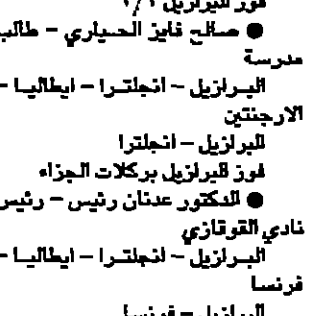 فوز للبرازيل ١/٠
● صالح فايز الحياري – طالب
مدرسة
البرازيل – انجلترا – ايطاليا –
الارجنتين
للبرازيل – انجلترا
فوز للبرازيل بركلات الجزاء
● الدكتور عدنان رئيس – رئيس
نادي القوقازي
البرازيل – انجلترا – ايطاليا –
فرنسا
البرازيل – فرنسا